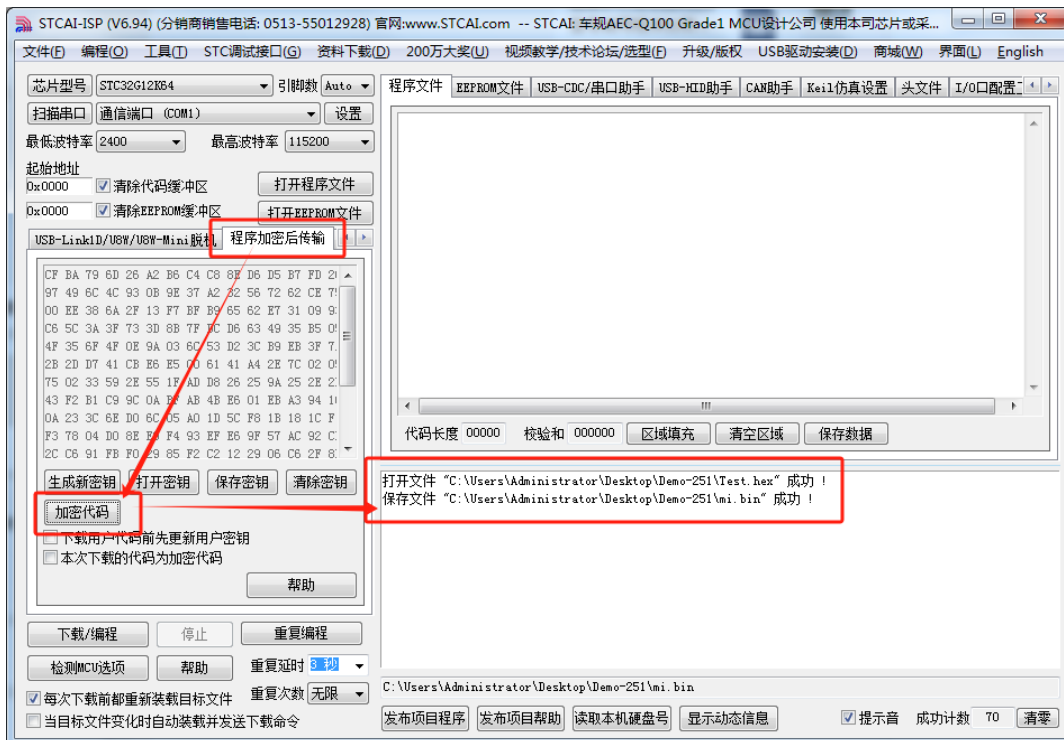 STCAI-ISP (V6.94) (分销商销售电话: 0513-55012928) 官网:www.STCAI.com -- STCAI: 车规AEC-Q100 Grade1 MCU设计公司 使用本司芯片或采...
文件(F) 编程(O) 工具(T) STC调试接口(G) 资料下载(D) 200万大奖(U) 视频教学/技术论坛/选型(F) 升级/版权 USB驱动安装(D) 商城(W) 界面(L) English
芯片型号 STC32G12K64 引脚数 Auto
扫描串口 通信端口 (COM1) 设置
最低波特率 2400 最高波特率 115200
起始地址
0x0000 清除代码缓冲区 打开程序文件
0x0000 清除EEPROM缓冲区 打开EEPROM文件
USB-Link1D/U8W/U8W-Mini脱机 程序加密后传输
CF BA 79 6D 26 A2 B6 C4 C8 8E D6 D5 B7 FD
97 49 6C 4C 93 0B 9E 37 A2 32 56 72 62 CE
00 EE 38 6A 2F 13 F7 BF B9 65 62 E7 31 09
C6 5C 3A 3F 73 3D 8B 7F D6 63 49 35 B5
4F 35 6F 4F 0E 9A 03 6C 53 D2 3C B9 EB 3F
2B 2D D7 41 CB E6 E5 61 41 A4 2E 7C 02
75 02 33 59 2E 55 1F AD D8 26 25 9A 25 2E
43 F2 B1 C9 9C 0A AB 4B E6 01 EB A3 94
0A 23 3C 6E D0 6C 05 A0 1D 5C F8 1B 18 1C
F3 78 04 D0 8E F4 93 EF E6 9F 57 AC 92
2C C6 91 FB F0 29 85 F2 C2 12 29 06 C6 2F
生成新密钥 打开密钥 保存密钥 清除密钥
加密代码
下载用户代码前先更新用户密钥
本次下载的代码为加密代码
帮助
下载/编程 停止 重复编程
检测MCU选项 帮助 重复延时 3 秒
每次下载前都重新装载目标文件 重复次数 无限
当目标文件变化时自动装载并发送下载命令
程序文件 EEPROM文件 USB-CDC/串口助手 USB-HID助手 CAN助手 Keil仿真设置 头文件 I/O口配置
代码长度 00000 校验和 000000 区域填充 清空区域 保存数据
打开文件 "C:\Users\Administrator\Desktop\Demo-251\Test.hex" 成功 !
保存文件 "C:\Users\Administrator\Desktop\Demo-251\mi.bin" 成功 !
C:\Users\Administrator\Desktop\Demo-251\mi.bin
发布项目程序 发布项目帮助 读取本机硬盘号 显示动态信息 提示音 成功计数 70 清零